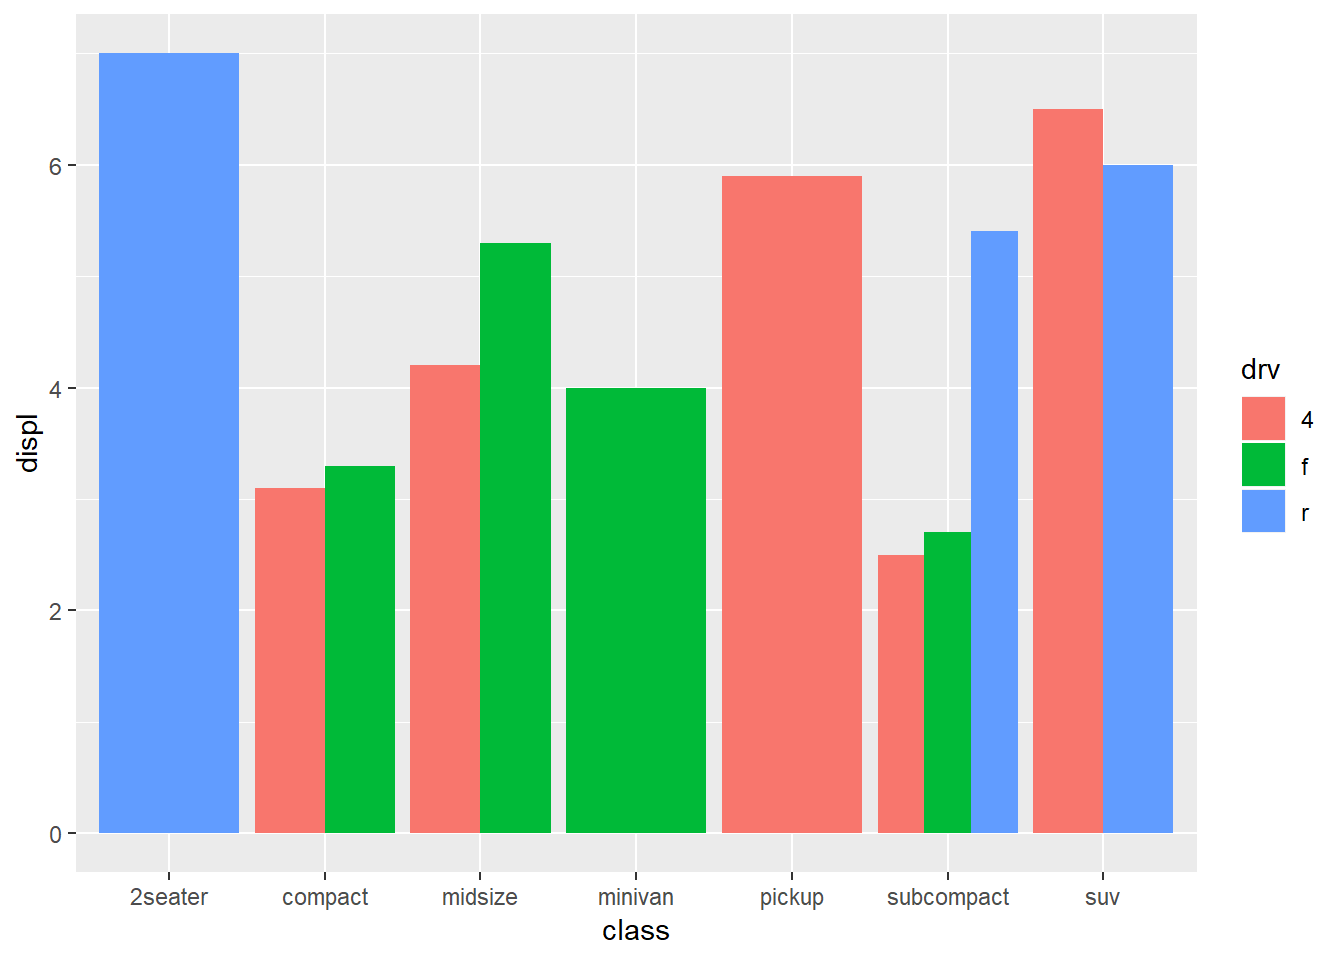 displ
6
4
2
0
2seater compact midsize minivan pickup subcompact suv
class
drv
4
f
r